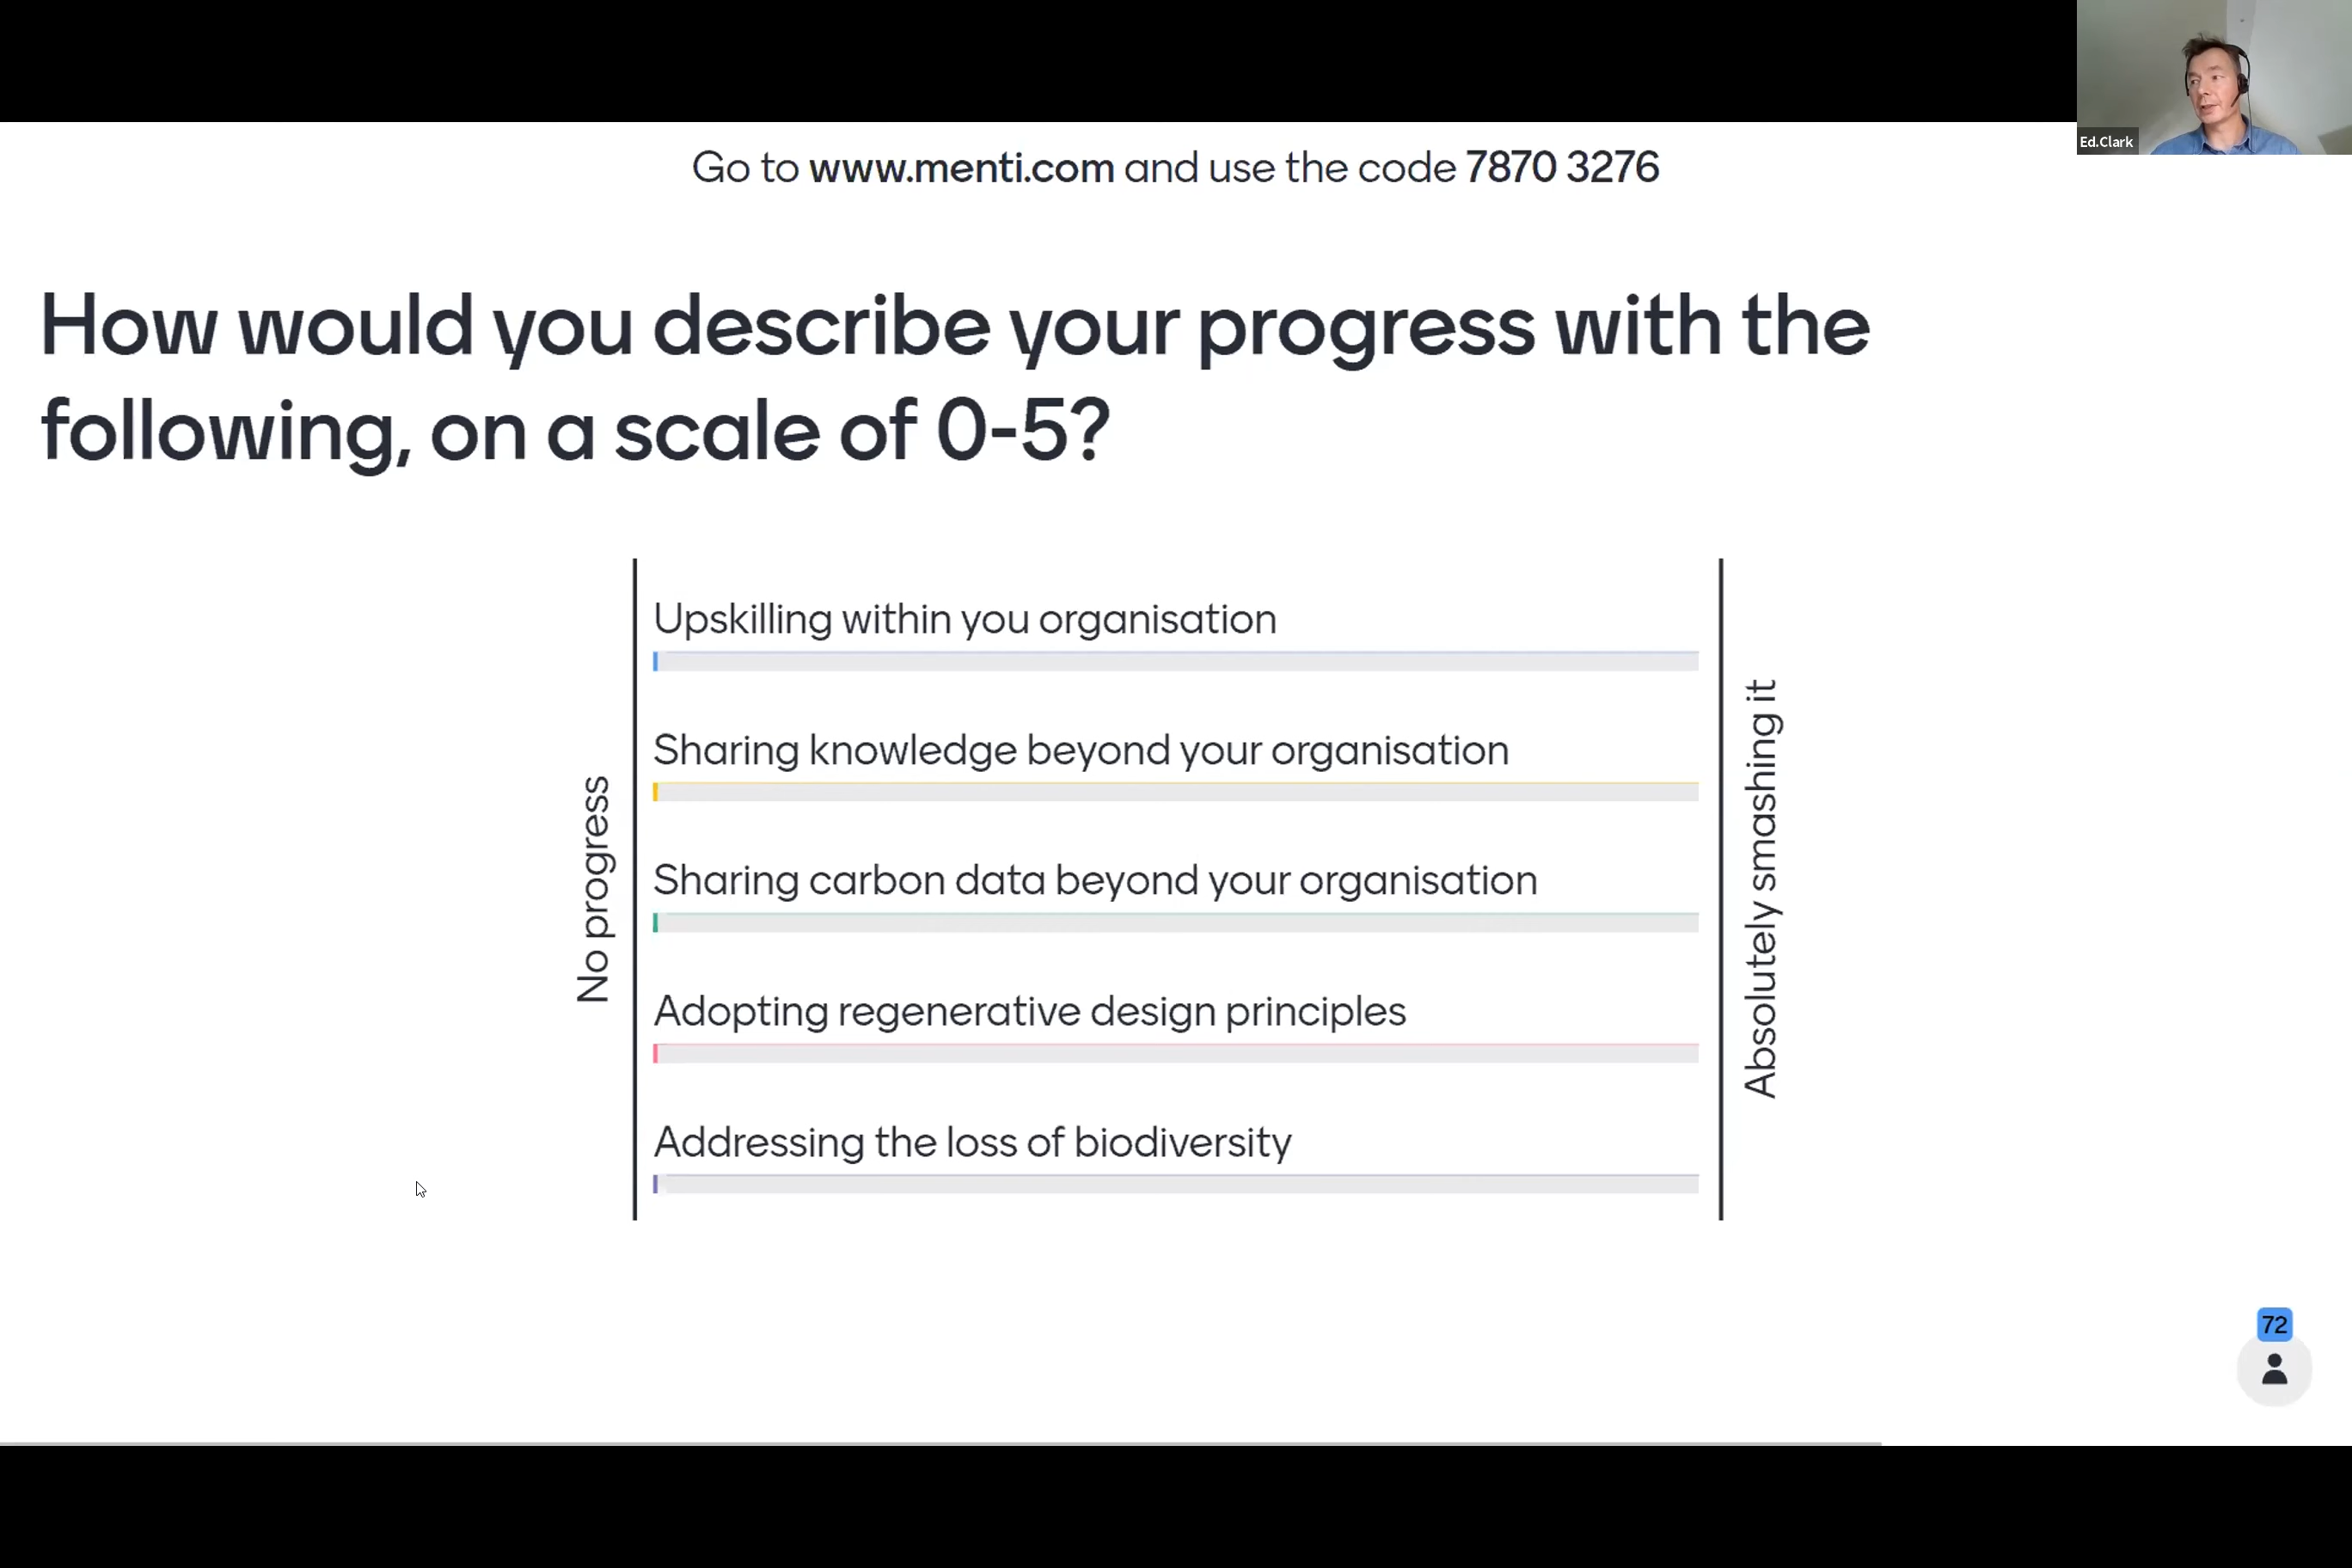 Ed.Clark
Go to www.menti.com and use the code 7870 3276
How would you describe your progress with the
following, on a scale of 0-5?
No progress
Upskilling within you organisation
Sharing knowledge beyond your organisation
Sharing carbon data beyond your organisation
Adopting regenerative design principles
Addressing the loss of biodiversity
Absolutely smashing it
72